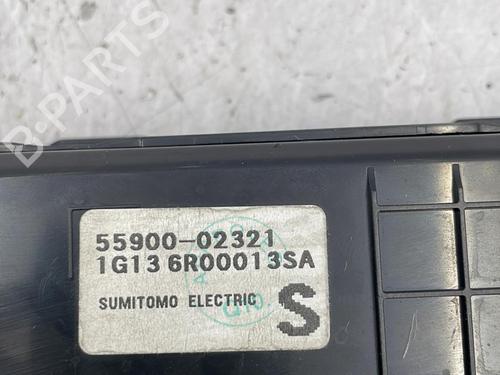 B-PARTS
55900-02321
1G13 6R00013SA
SUMITOMO ELECTRIC S